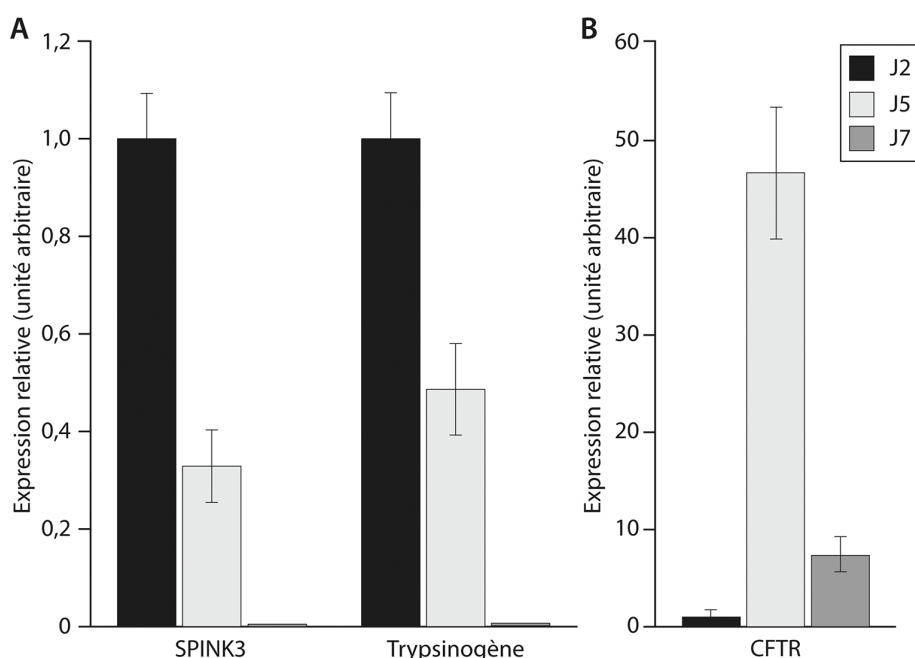 A
Expression relative (unité arbitraire)
1,2
1,0
0,8
0,6
0,4
0,2
0
SPINK3
Trypsinogène
B
Expression relative (unité arbitraire)
60
50
40
30
20
10
0
CFTR
J2
J5
J7